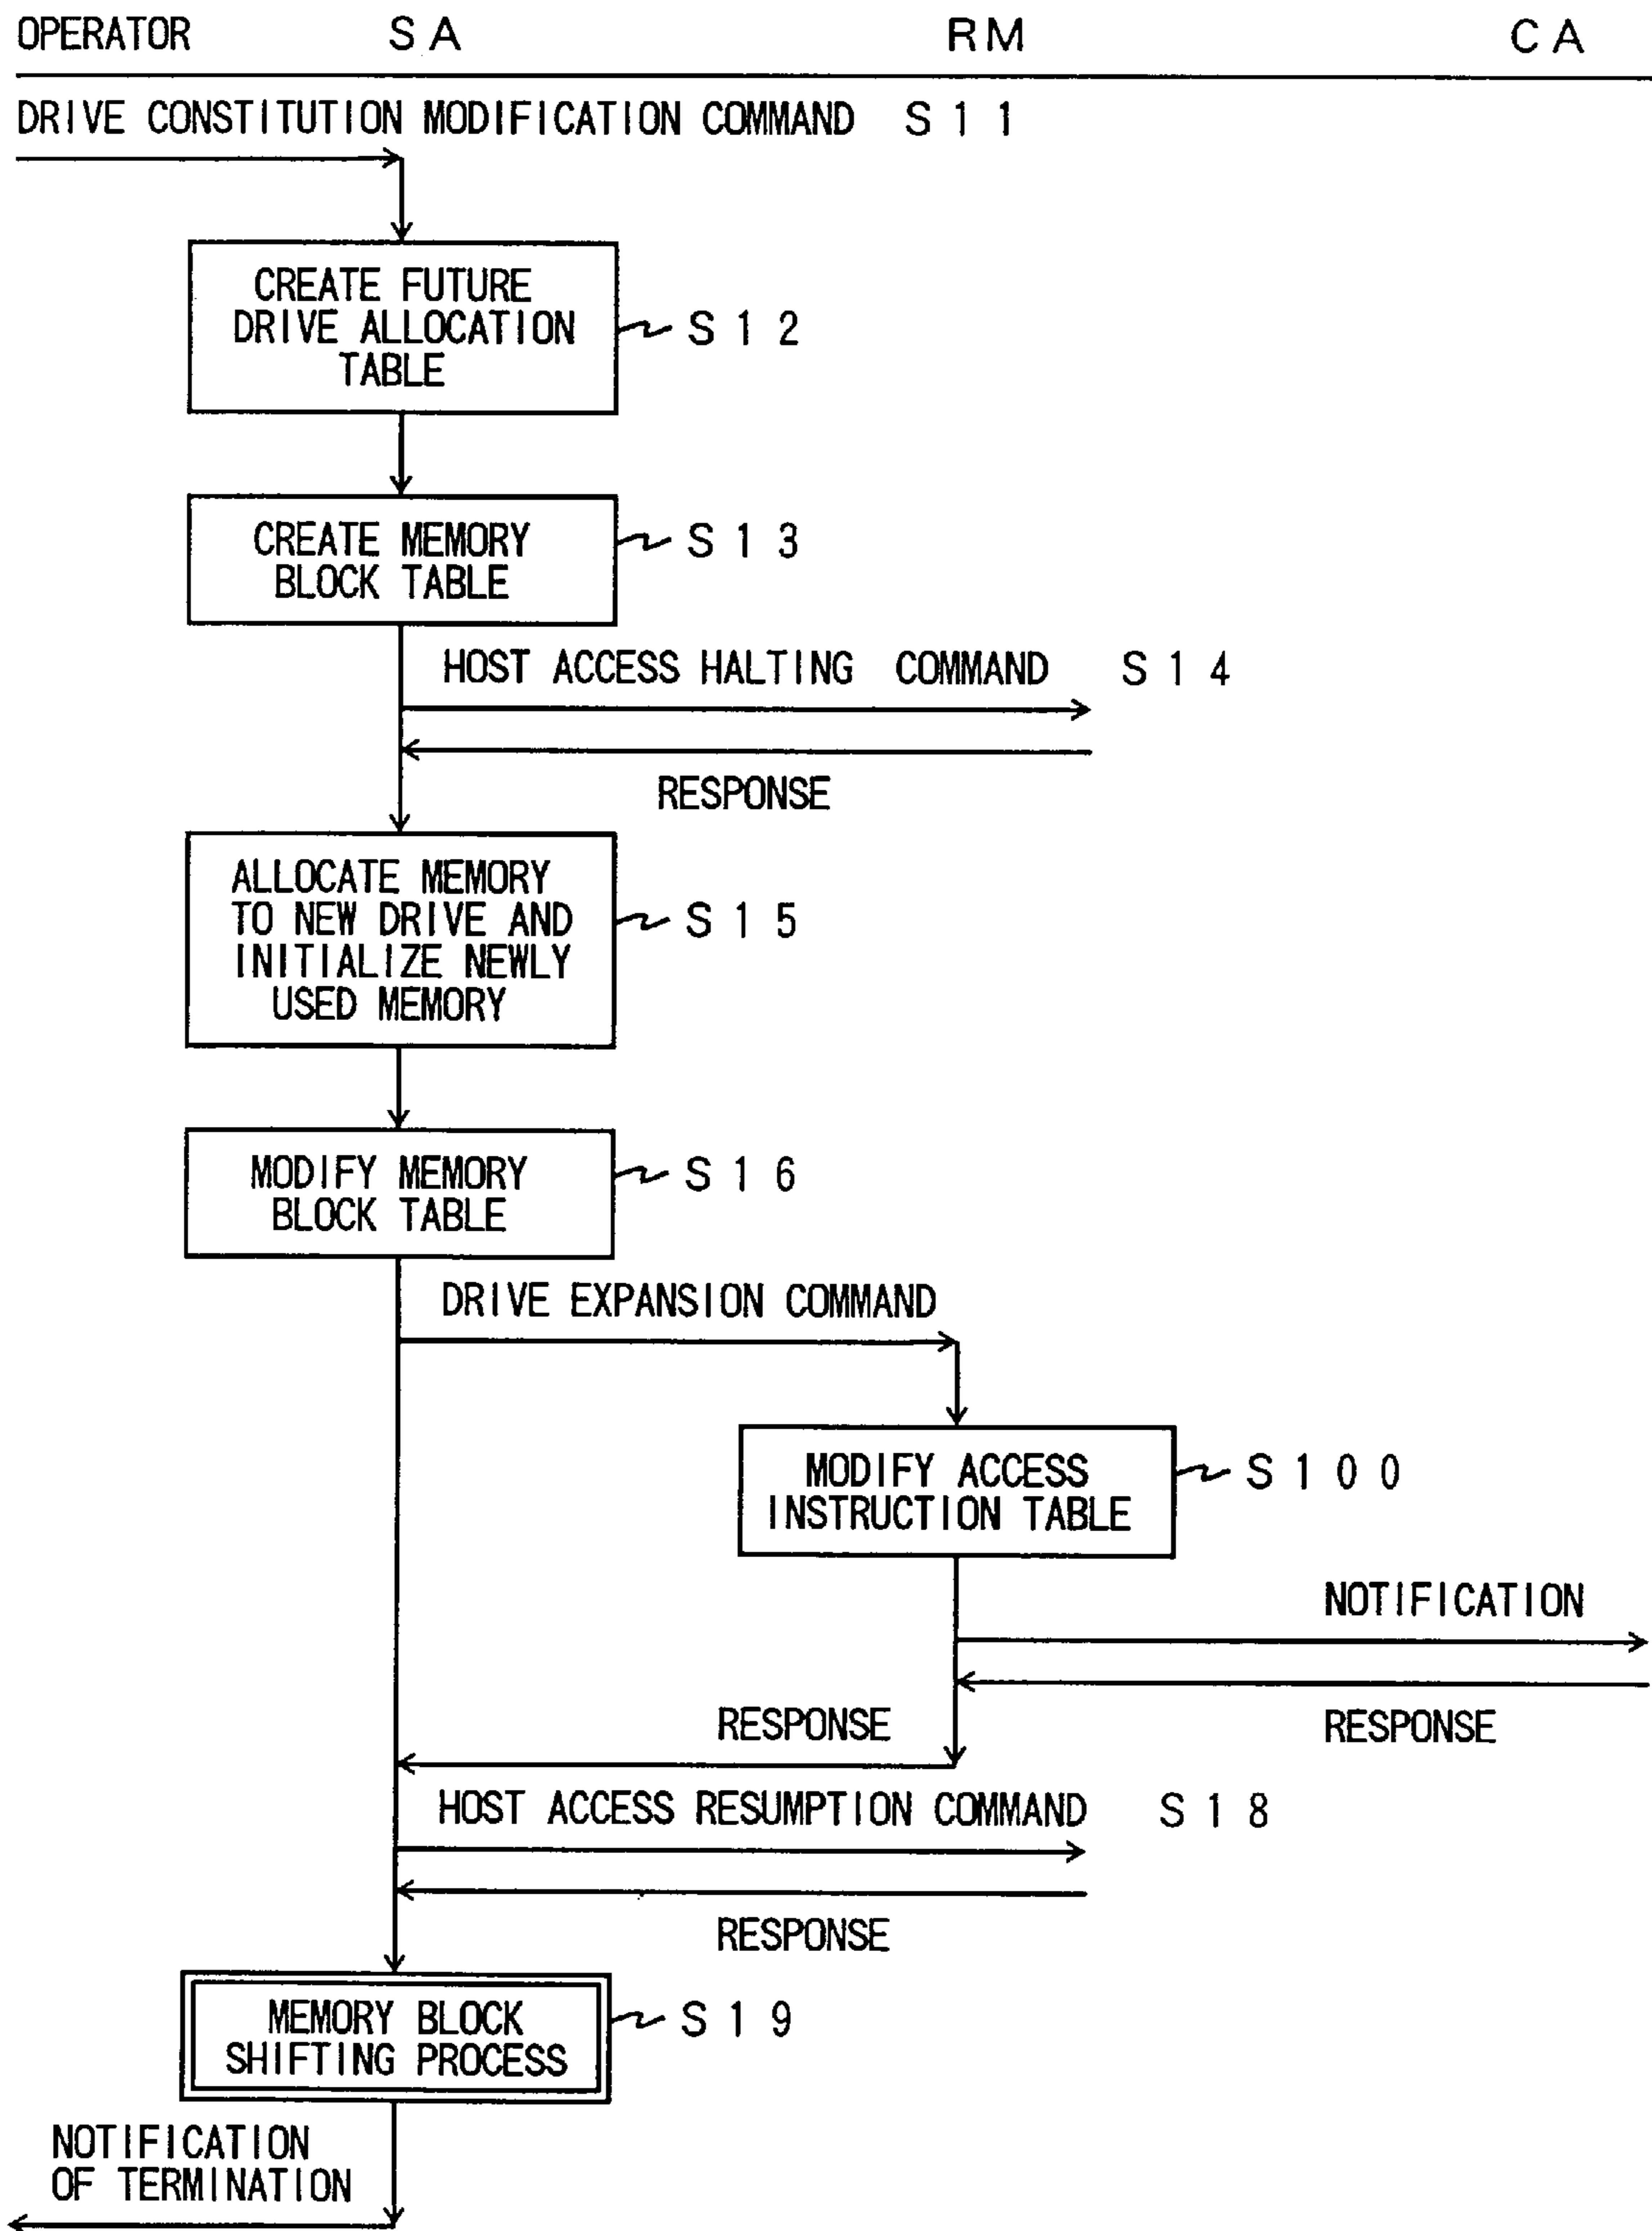 OPERATOR SA RM CA
DRIVE CONSTITUTION MODIFICATION COMMAND S11
CREATE FUTURE
DRIVE ALLOCATION
TABLE
S12
CREATE MEMORY
BLOCK TABLE
S13
HOST ACCESS HALTING COMMAND S14
RESPONSE
ALLOCATE MEMORY
TO NEW DRIVE AND
INITIALIZE NEWLY
USED MEMORY
S15
MODIFY MEMORY
BLOCK TABLE
S16
DRIVE EXPANSION COMMAND
MODIFY ACCESS
INSTRUCTION TABLE
S100
NOTIFICATION
RESPONSE
RESPONSE
HOST ACCESS RESUMPTION COMMAND S18
RESPONSE
MEMORY BLOCK
SHIFTING PROCESS
S19
NOTIFICATION
OF TERMINATION